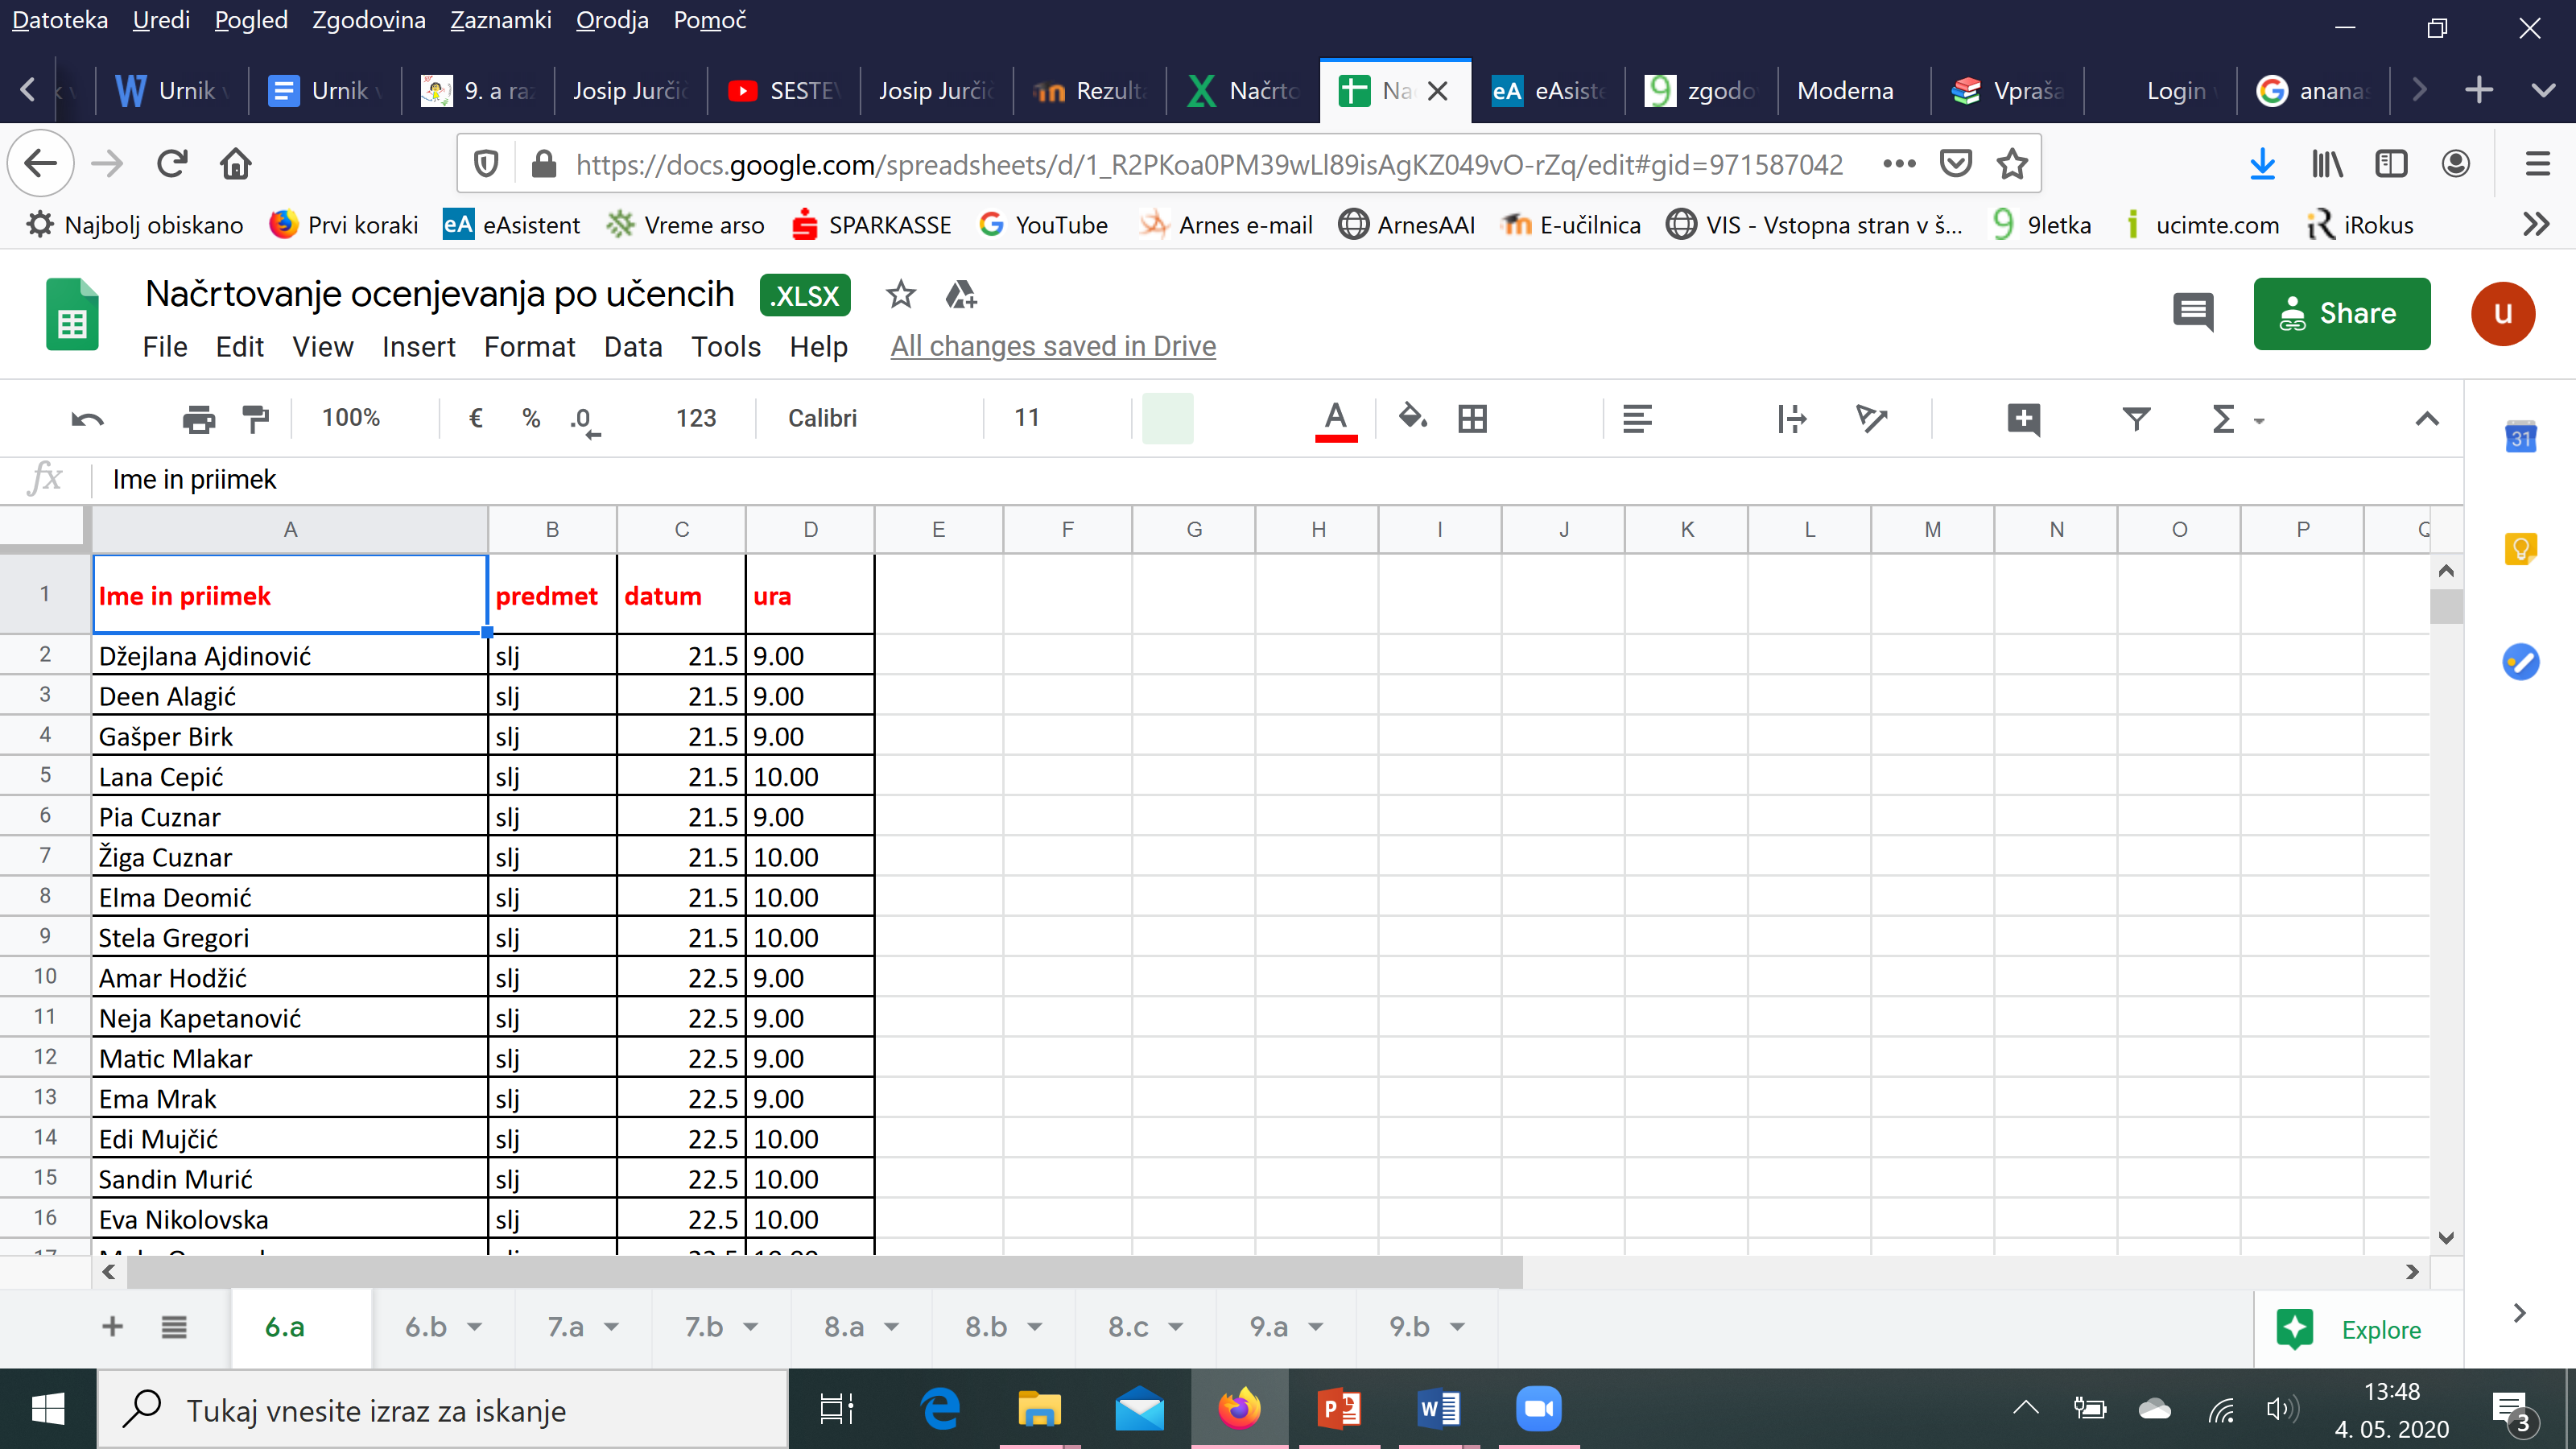 Datoteka Uredi Pogled Zgodovina Zaznamki Orodja Pomoč
Urnik Urnik 9. a Josip Jurči SESTE Josip Jurči Rezult Načrto Na eA eAsiste 9 zgodo Moderna Vpraša Login G anana
https://docs.google.com/spreadsheets/d/1_R2PKoa0PM39wLl89isAgKZ049vO-rZq/edit#gid=971587042
Najbolj obiskano Prvi koraki eA eAsistent Vreme arso SPARKASSE YouTube Arnes e-mail ArnesAAI E-učilnica VIS - Vstopna stran v š... 9letka ucimte.com iRokus
Načrtovanje ocenjevanja po učencih .XLSX
Share u
File Edit View Insert Format Data Tools Help All changes saved in Drive
100% € % .0 123 Calibri 11 A Σ
31
fx Ime in priimek
A B C D E F G H I J K L M N O P
1 Ime in priimek predmet datum ura
2 Džejlana Ajdinović slj 21.5 9.00
3 Deen Alagić slj 21.5 9.00
4 Gašper Birk slj 21.5 9.00
5 Lana Cepić slj 21.5 10.00
6 Pia Cuznar slj 21.5 9.00
7 Žiga Cuznar slj 21.5 10.00
8 Elma Deomić slj 21.5 10.00
9 Stela Gregori slj 21.5 10.00
10 Amar Hodžić slj 22.5 9.00
11 Neja Kapetanović slj 22.5 9.00
12 Matic Mlakar slj 22.5 9.00
13 Ema Mrak slj 22.5 9.00
14 Edi Mujčić slj 22.5 10.00
15 Sandin Murić slj 22.5 10.00
16 Eva Nikolovska slj 22.5 10.00
6.a 6.b 7.a 7.b 8.a 8.b 8.c 9.a 9.b Explore
Tukaj vnesite izraz za iskanje
13:48
4. 05. 2020
3